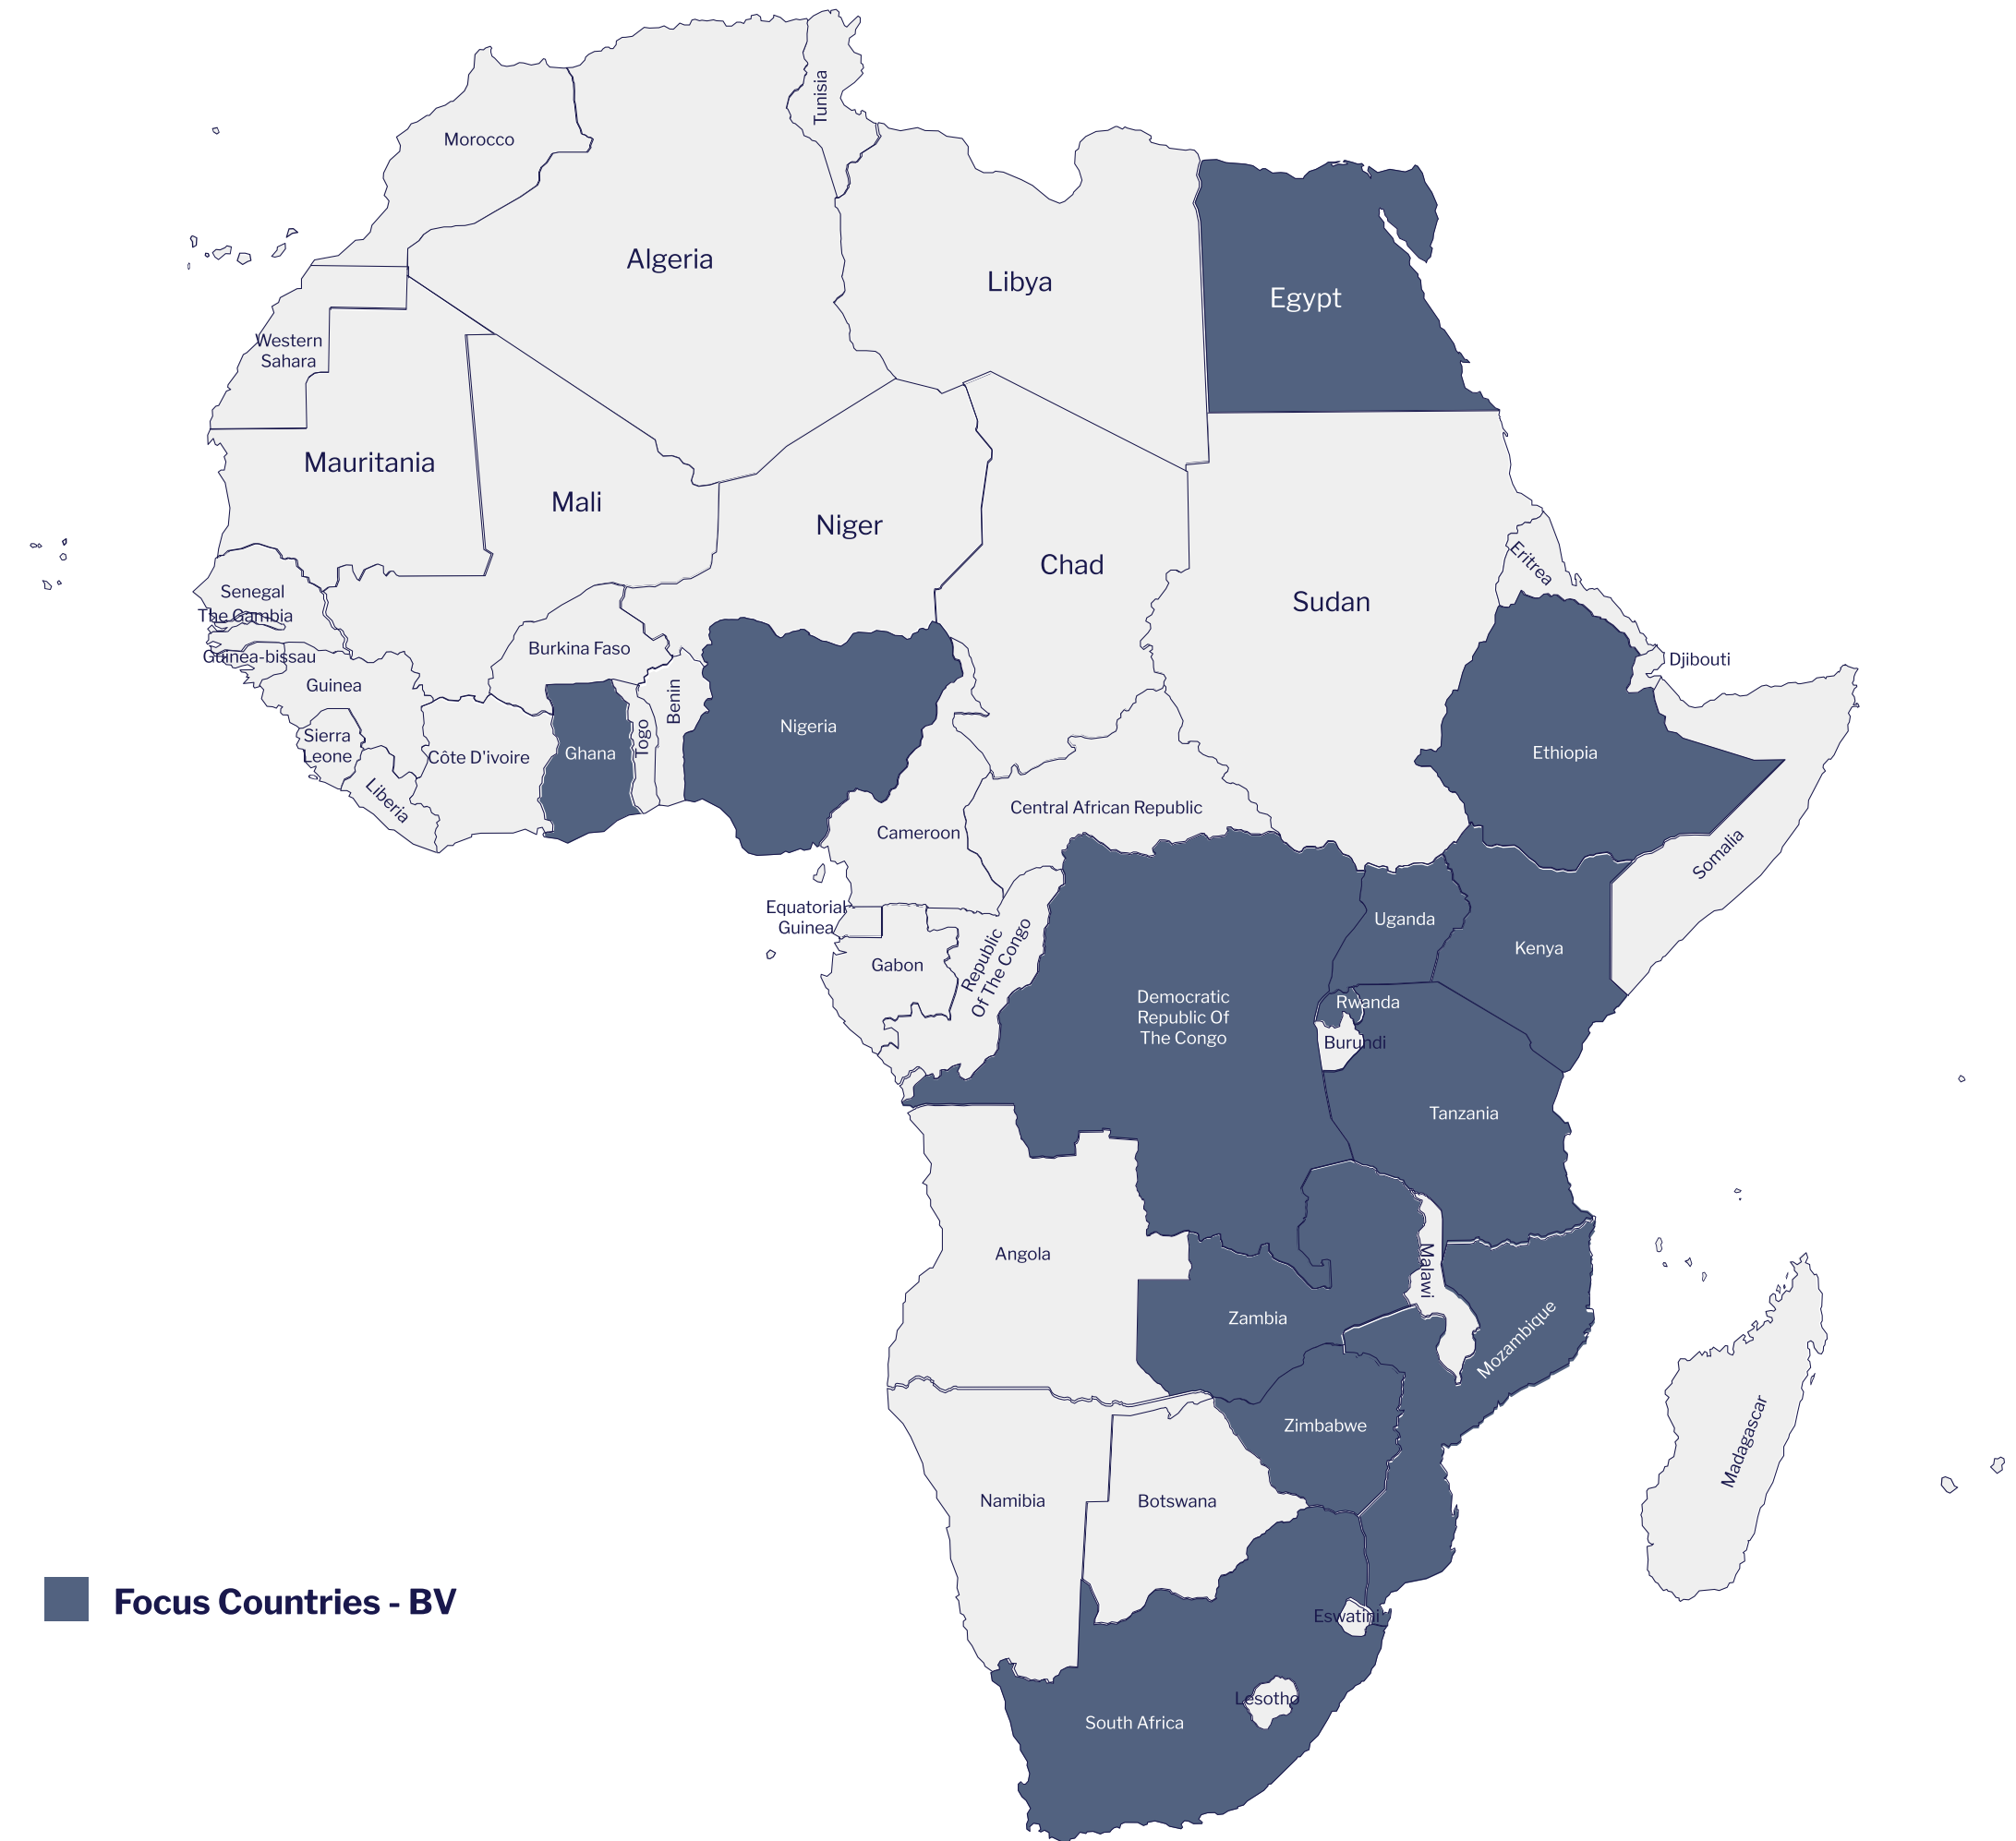 Tunisia
Morocco
Algeria
Libya
Egypt
Western
Sahara
Mauritania
Mali
Niger
Chad
Sudan
Eritrea
Senegal
The Gambia
Guinea-bissau
Guinea
Burkina Faso
Benin
Togo
Nigeria
Djibouti
Sierra
Leone
Liberia
Côte D'ivoire
Ghana
Ethiopia
Somalia
Central African Republic
Cameroon
Equatorial
Guinea
Gabon
Republic
Of The Congo
Uganda
Kenya
Democratic
Republic Of
The Congo
Rwanda
Burundi
Tanzania
Angola
Malawi
Zambia
Mozambique
Zimbabwe
Madagascar
Namibia
Botswana
Focus Countries - BV
Eswatini
Lesotho
South Africa